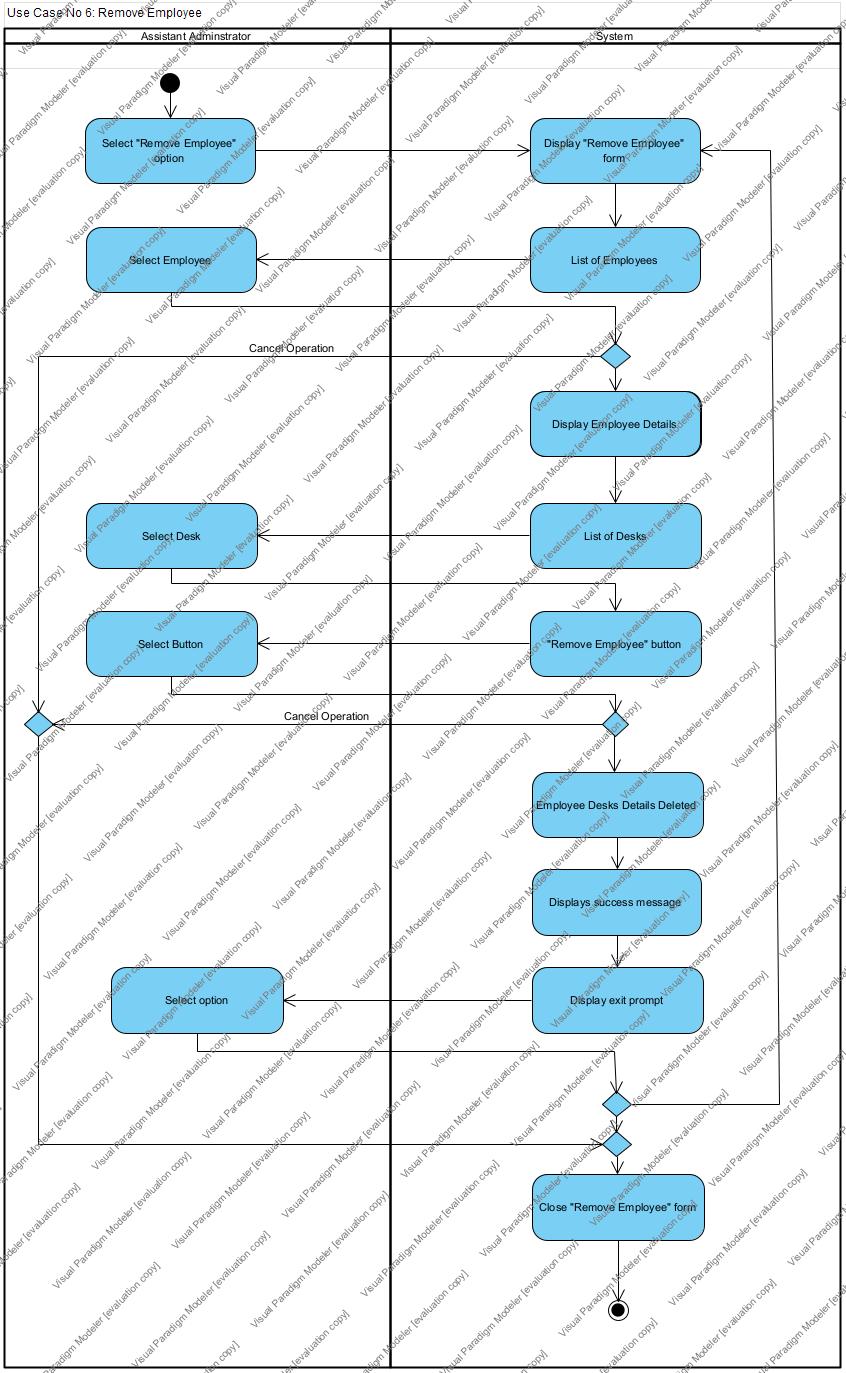 Use Case No 6: Remove Employee
Assistant Adminstrator
System
Select "Remove Employee"
option
Display "Remove Employee"
form
Select Employee
List of Employees
Cancel Operation
Display Employee Details
Select Desk
List of Desks
Select Button
"Remove Employee" button
Cancel Operation
Employee Desks Details Deleted
Displays success message
Select option
Display exit prompt
Close "Remove Employee" form
Visual Paradigm Modeler [evaluation copy]